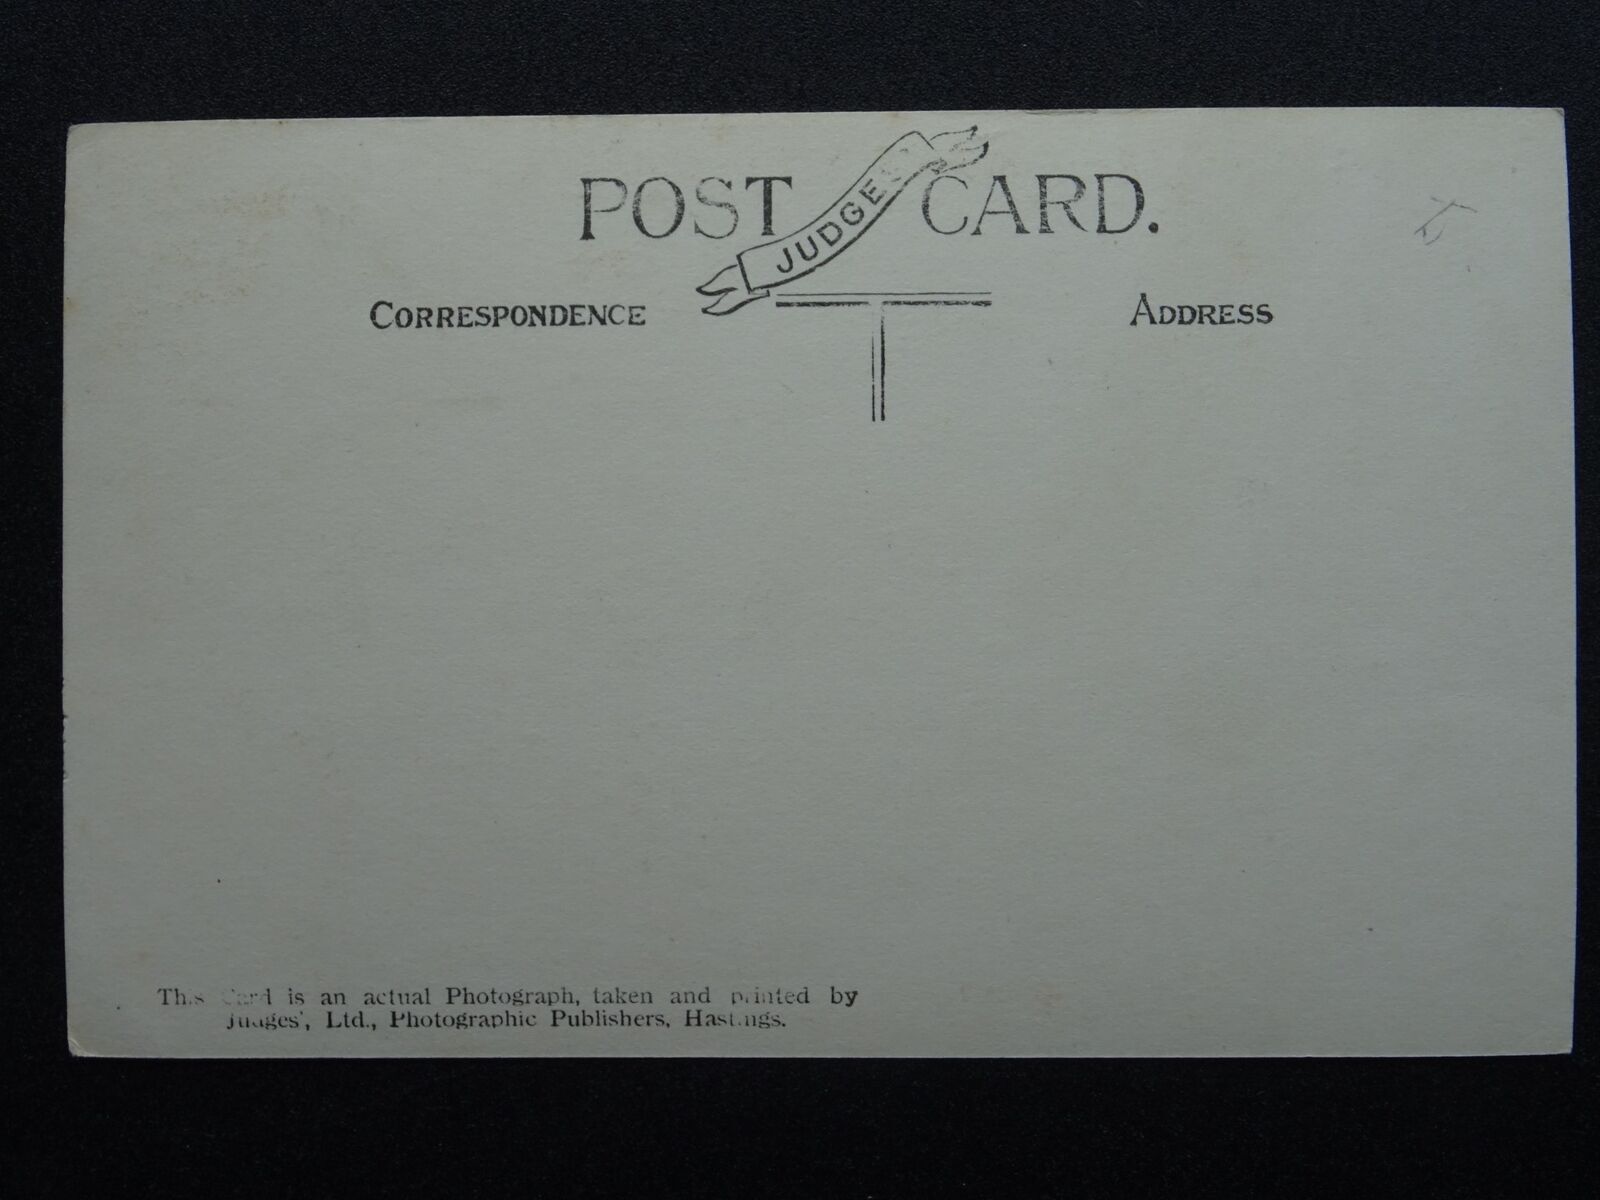 POST CARD.
JUDGES
CORRESPONDENCE
ADDRESS
This Card is an actual Photograph, taken and printed by
Judges', Ltd., Photographic Publishers, Hastings.